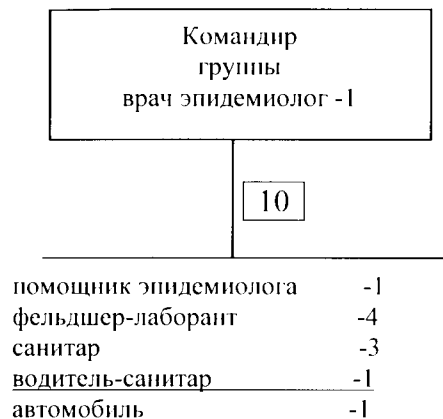 Командир
группы
врач эпидемиолог -1
10
помощник эпидемиолога -1
фельдшер-лаборант -4
санитар -3
водитель-санитар -1
автомобиль -1